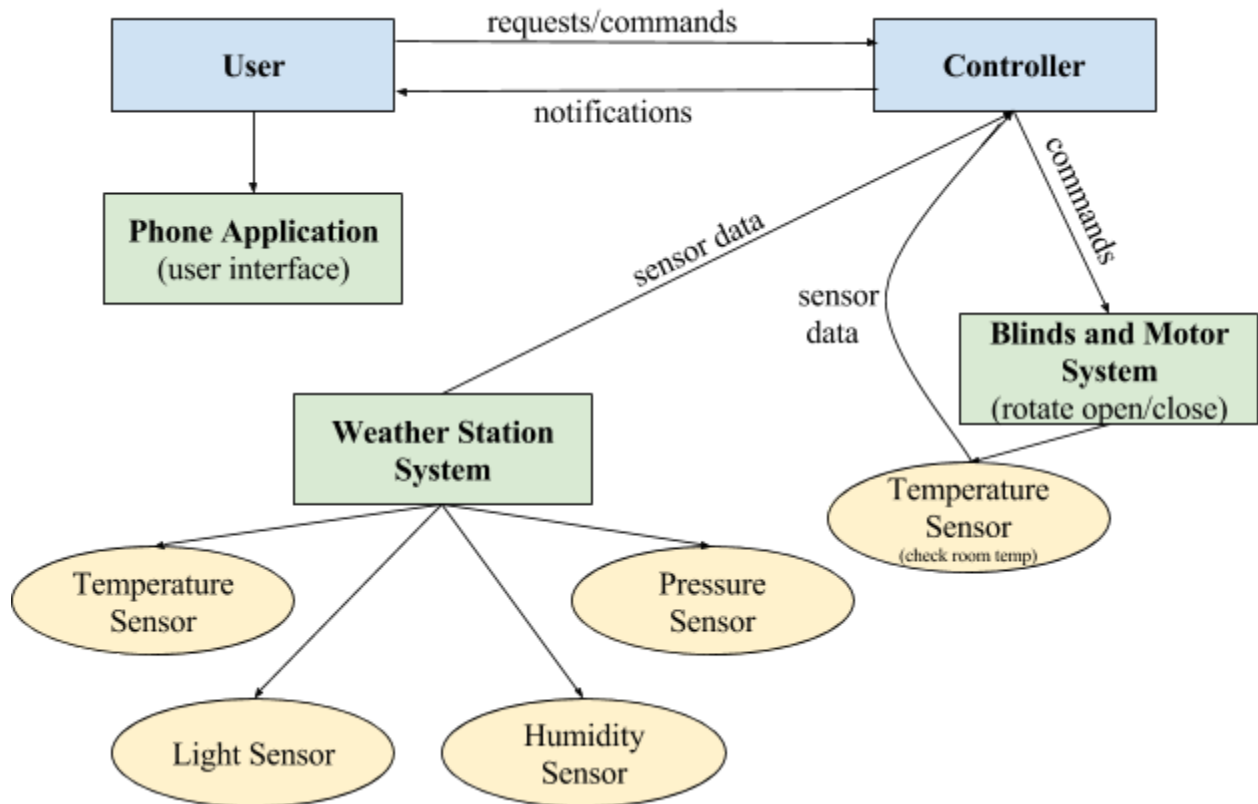 requests/commands
User
Controller
notifications
commands
Phone Application
(user interface)
sensor data
sensor
data
Blinds and Motor
System
(rotate open/close)
Weather Station
System
Temperature
Sensor
(check room temp)
Temperature
Sensor
Pressure
Sensor
Light Sensor
Humidity
Sensor